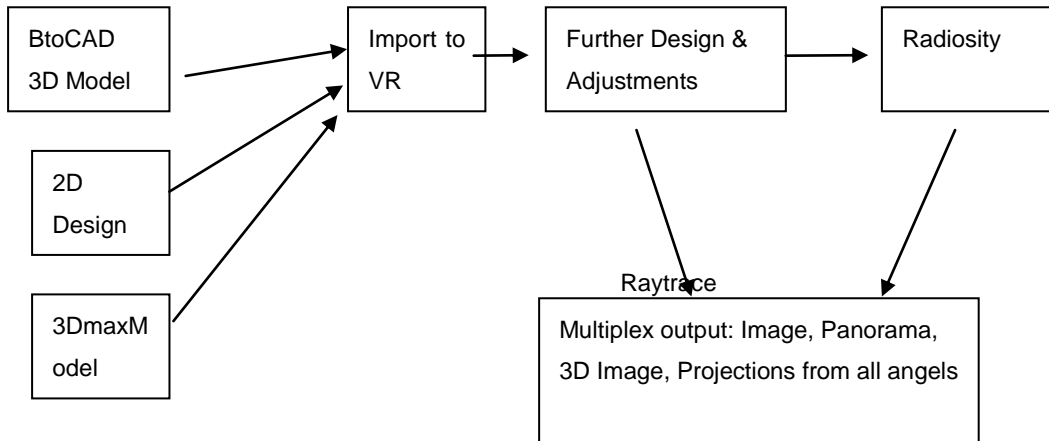 BtoCAD
3D Model
Import to
VR
Further Design &
Adjustments
Radiosity
2D
Design
3DmaxM
odel
Raytrace
Multiplex output: Image, Panorama,
3D Image, Projections from all angels